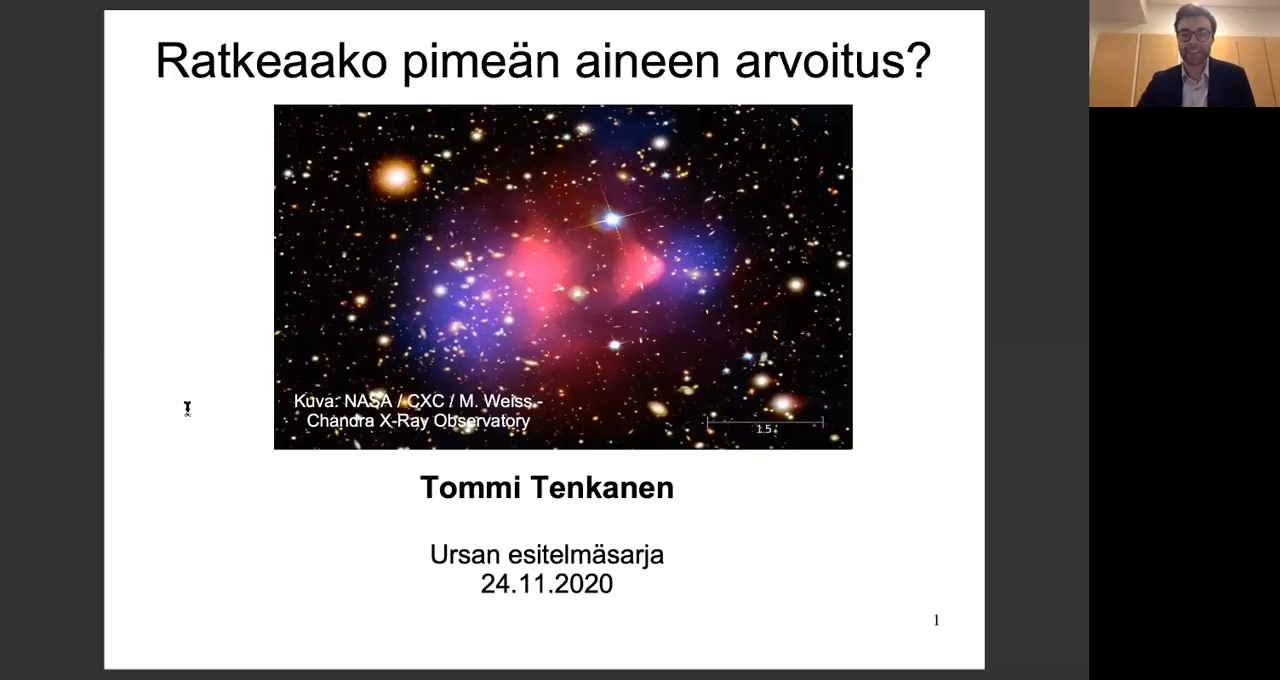 Ratkeaako pimeän aineen arvoitus?
Kuva: NASA / CXC / M. Weiss -
Chandra X-Ray Observatory
1.5'
Tommi Tenkanen
Ursan esitelmäsarja
24.11.2020
1